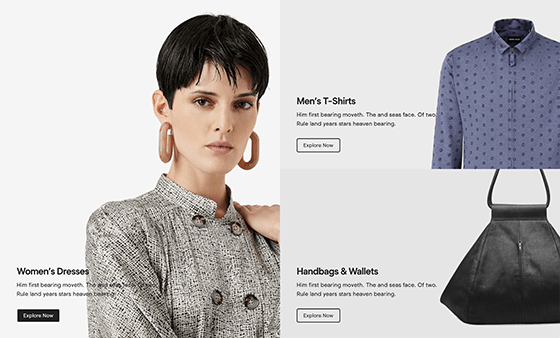 Women's Dresses
Him first bearing moveth. The and seas face. Of two.
Rule land years stars heaven bearing.
Explore Now
Men's T-Shirts
Him first bearing moveth. The and seas face. Of two.
Rule land years stars heaven bearing.
Explore Now
Handbags & Wallets
Him first bearing moveth. The and seas face. Of two.
Rule land years stars heaven bearing.
Explore Now